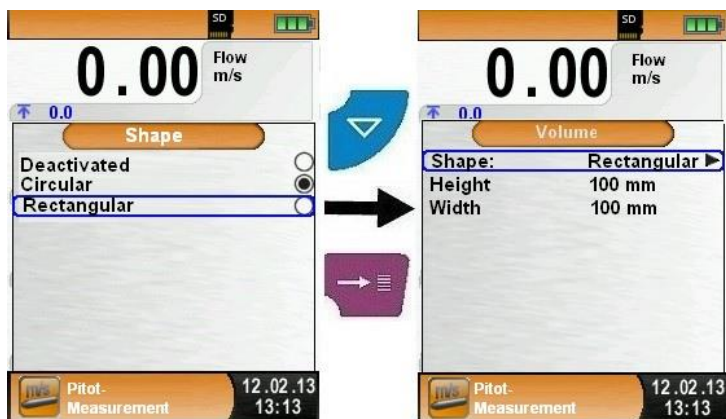 SD
0.00 Flow m/s
0.0
Shape
Deactivated
Circular
Rectangular
m/s Pitot-
Measurement
12.02.13
13:13
SD
0.00 Flow m/s
0.0
Volume
Shape: Rectangular
Height 100 mm
Width 100 mm
m/s Pitot-
Measurement
12.02.13
13:13